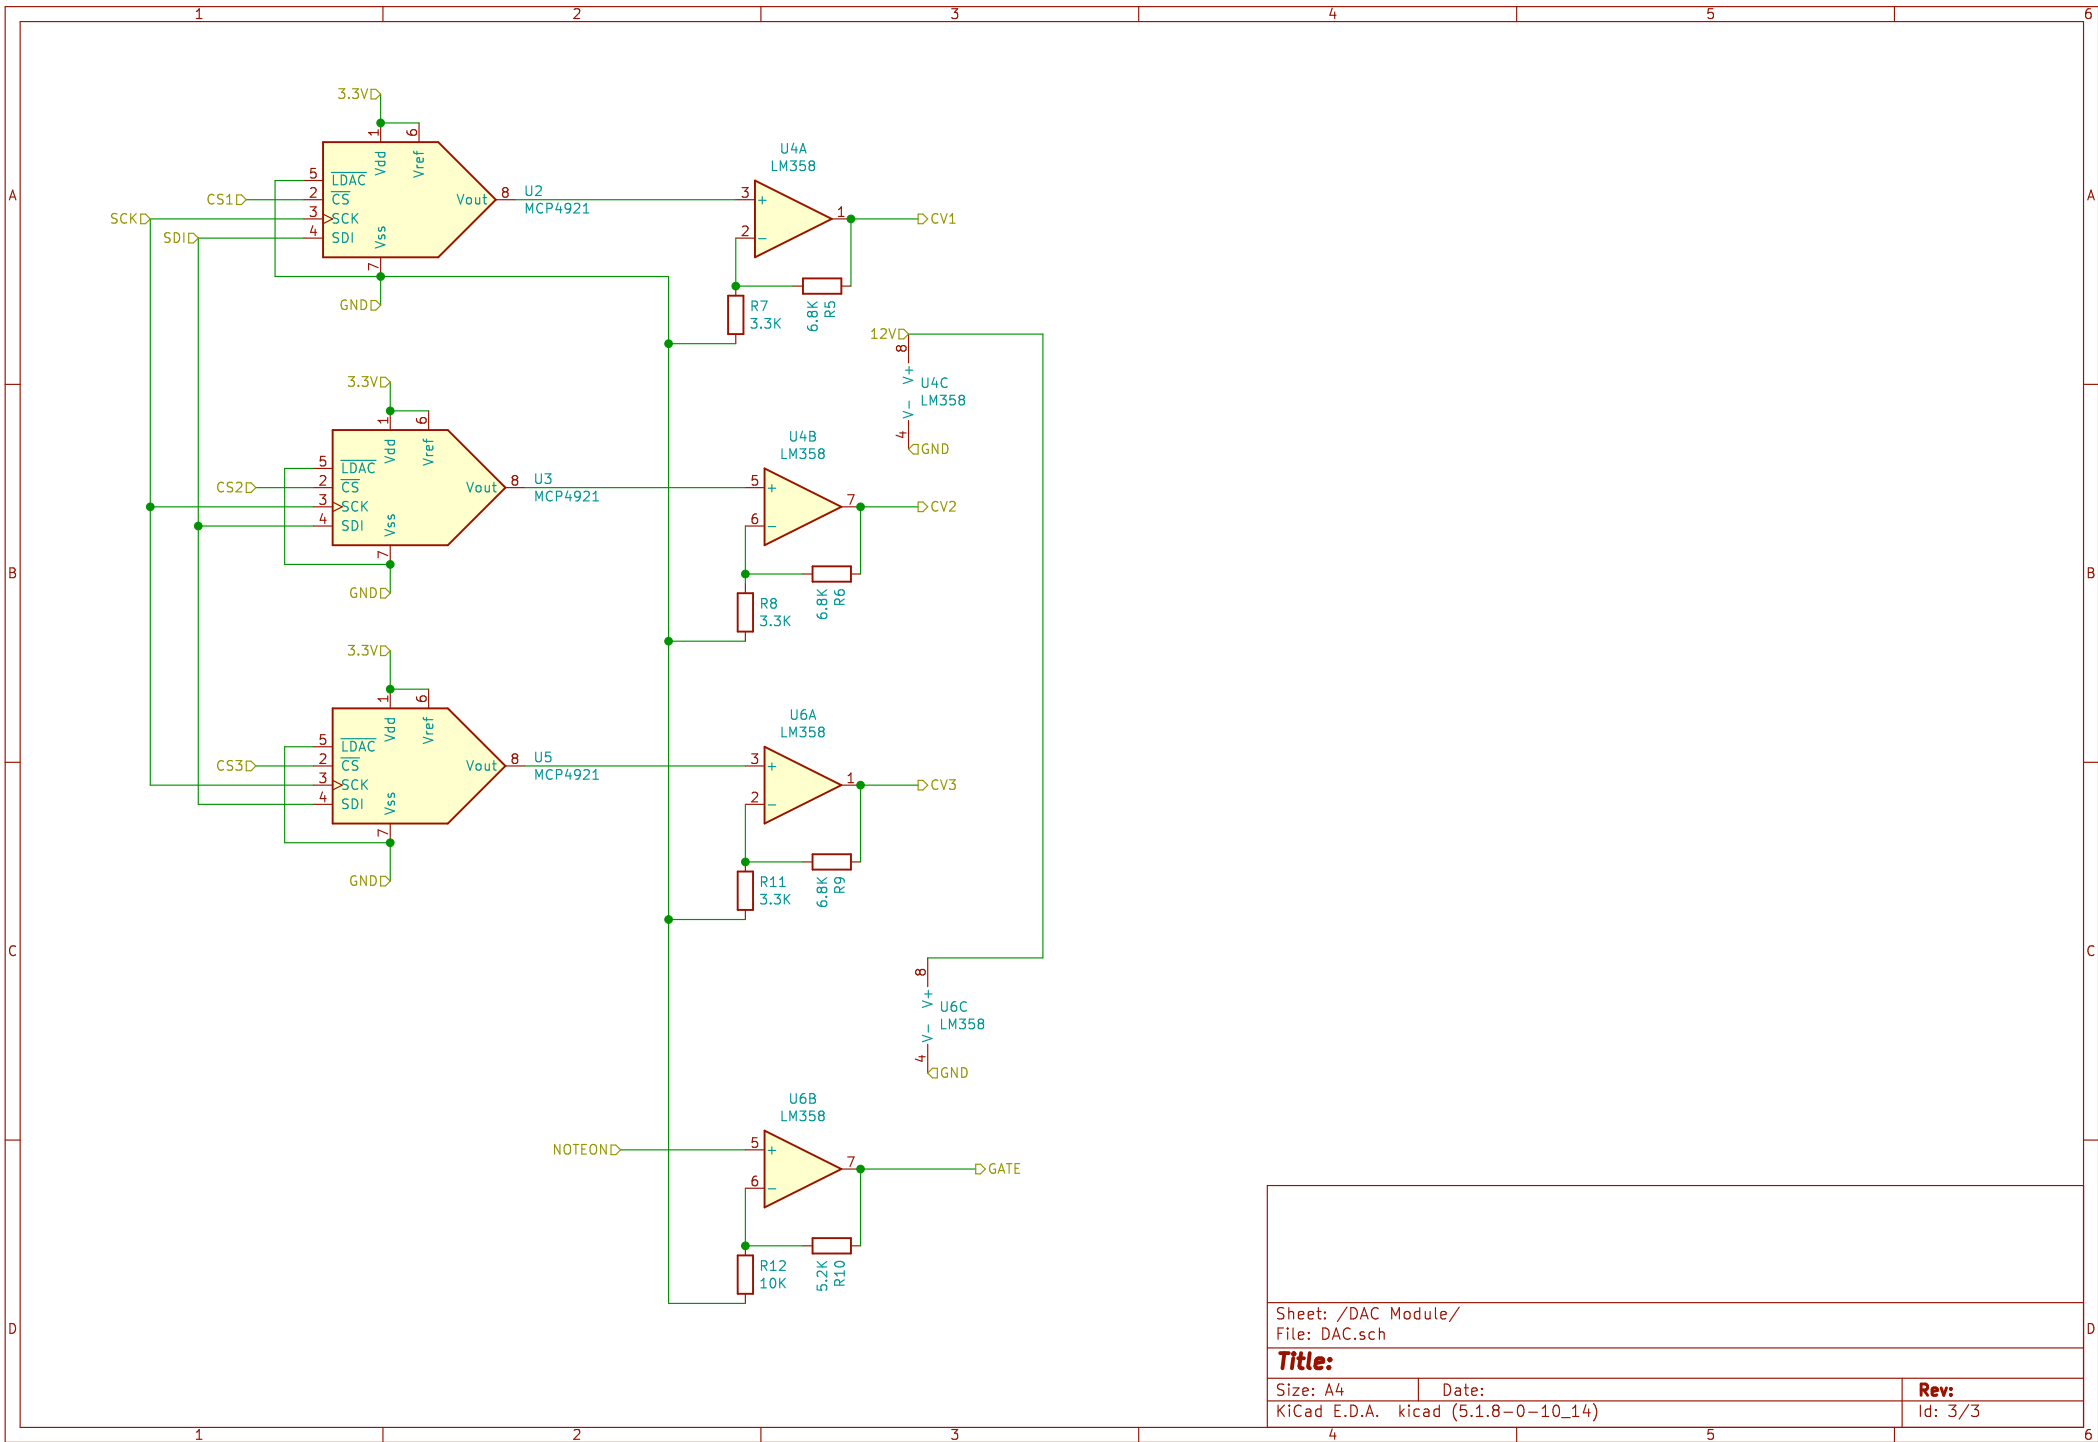 1 2 3 4 5 6
A
B
C
D
A
B
C
D
3.3V
1
6
Vdd
Vref
5
LDAC
CS1
2
CS
SCK
3
SCK
SDI
4
SDI
Vss
7
GND
Vout
8
U2
MCP4921
U4A
LM358
3
+
2
-
1
CV1
R7
3.3K
6.8K
R5
12V
8
V+
U4C
LM358
V-
4
GND
3.3V
1
6
Vdd
Vref
5
LDAC
CS2
2
CS
3
SCK
4
SDI
Vss
7
GND
Vout
8
U3
MCP4921
U4B
LM358
5
+
6
-
7
CV2
R8
3.3K
6.8K
R6
3.3V
1
6
Vdd
Vref
5
LDAC
CS3
2
CS
3
SCK
4
SDI
Vss
7
GND
Vout
8
U5
MCP4921
U6A
LM358
3
+
2
-
1
CV3
R11
3.3K
6.8K
R9
8
V+
U6C
LM358
V-
4
GND
U6B
LM358
NOTEON
5
+
6
-
7
GATE
R12
10K
5.2K
R10
Sheet: /DAC Module/
File: DAC.sch
Title:
Size: A4 Date: Rev:
KiCad E.D.A. kicad (5.1.8-0-10_14) Id: 3/3
1 2 3 4 5 6